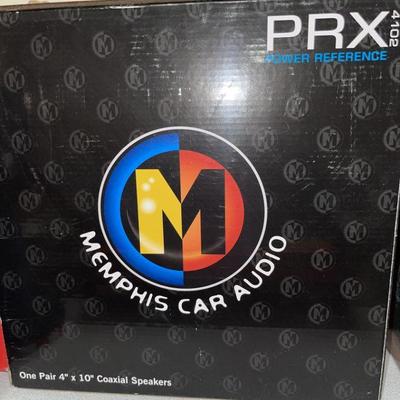 PRX
4102
POWER REFERENCE
M
MEMPHIS CAR AUDIO
One Pair 4" x 10" Coaxial Speakers